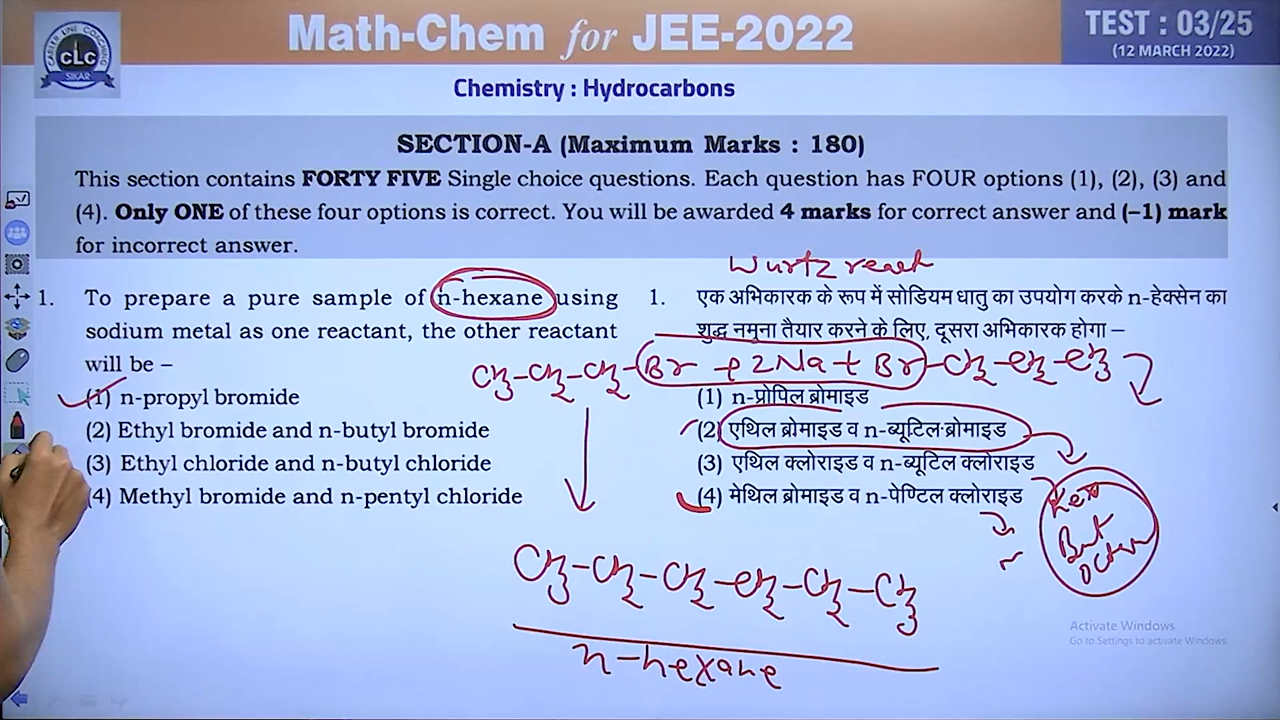 CAREER LINE COACHING
CLC
SIKAR
Math-Chem for JEE-2022
TEST : 03/25
(12 MARCH 2022)
Chemistry : Hydrocarbons
SECTION-A (Maximum Marks : 180)
This section contains FORTY FIVE Single choice questions. Each question has FOUR options (1), (2), (3) and
(4). Only ONE of these four options is correct. You will be awarded 4 marks for correct answer and (–1) mark
for incorrect answer.
Wurtz react
1. To prepare a pure sample of n-hexane using
sodium metal as one reactant, the other reactant
will be –
(1) n-propyl bromide
(2) Ethyl bromide and n-butyl bromide
(3) Ethyl chloride and n-butyl chloride
(4) Methyl bromide and n-pentyl chloride
1. एक अभिकारक के रूप में सोडियम धातु का उपयोग करके n-हेक्सेन का
शुद्ध नमुना तैयार करने के लिए, दूसरा अभिकारक होगा –
CH3-CH2-CH2-Br + 2Na + Br-CH2-CH2-CH3
(1) n-प्रोपिल ब्रोमाइड
(2) एथिल ब्रोमाइड व n-ब्यूटिल ब्रोमाइड
(3) एथिल क्लोराइड व n-ब्यूटिल क्लोराइड
(4) मेथिल ब्रोमाइड व n-पेण्टिल क्लोराइड
Hex
But
Octane
CH3-CH2-CH2-CH2-CH2-CH3
n-hexane
Activate Windows
Go to Settings to activate Windows.